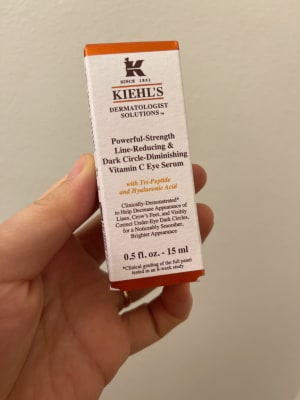 K
SINCE 1851
KIEHL'S
DERMATOLOGIST
SOLUTIONS™
Powerful-Strength
Line-Reducing &
Dark Circle-Diminishing
Vitamin C Eye Serum
with Tri-Peptide
and Hyaluronic Acid
Clinically-Demonstrated*
to Help Decrease Appearance of
Lines, Crow's Feet, and Visibly
Correct Under-Eye Dark Circles,
for a Noticeably Smoother,
Brighter Appearance
0.5 fl. oz. - 15 ml
*Clinical grading of the full panel
tested in an 8-week study